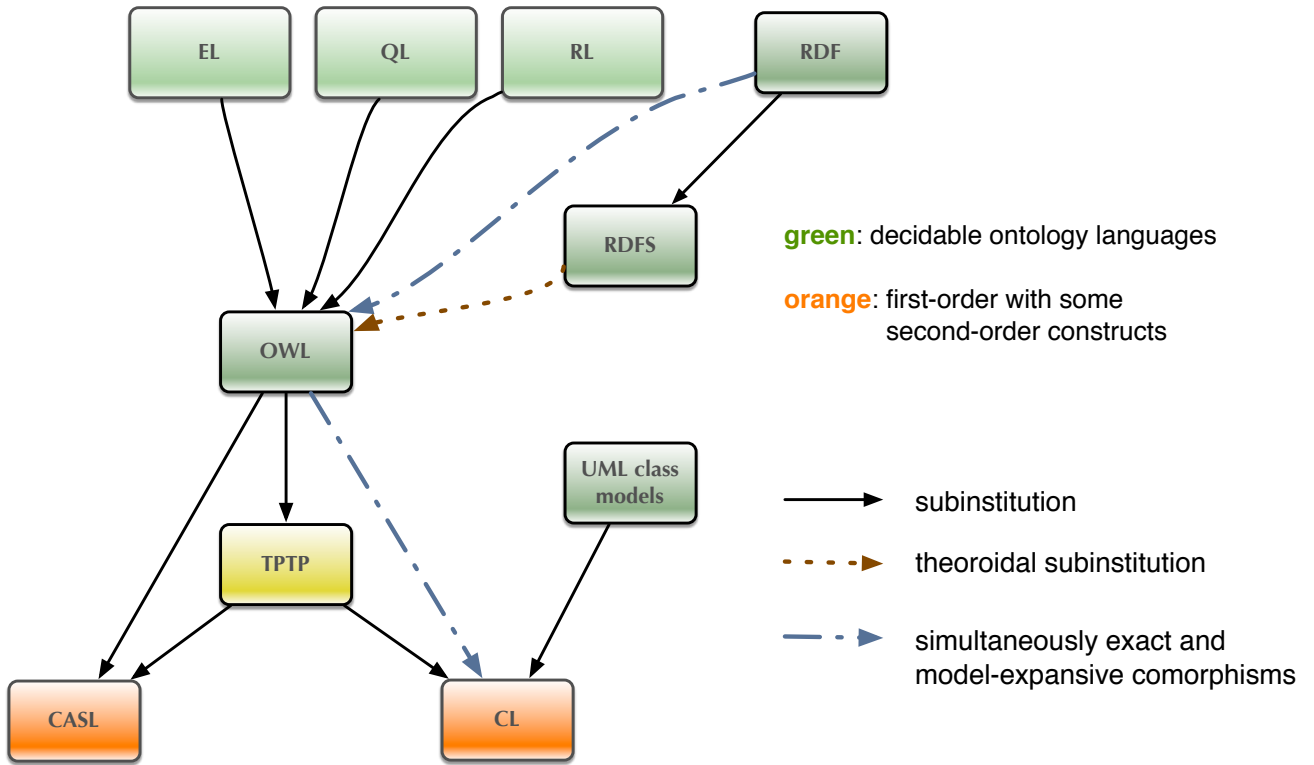 EL
QL
RL
RDF
RDFS
green: decidable ontology languages
orange: first-order with some
second-order constructs
OWL
UML class
models
subinstitution
TPTP
theoroidal subinstitution
simultaneously exact and
model-expansive comorphisms
CASL
CL